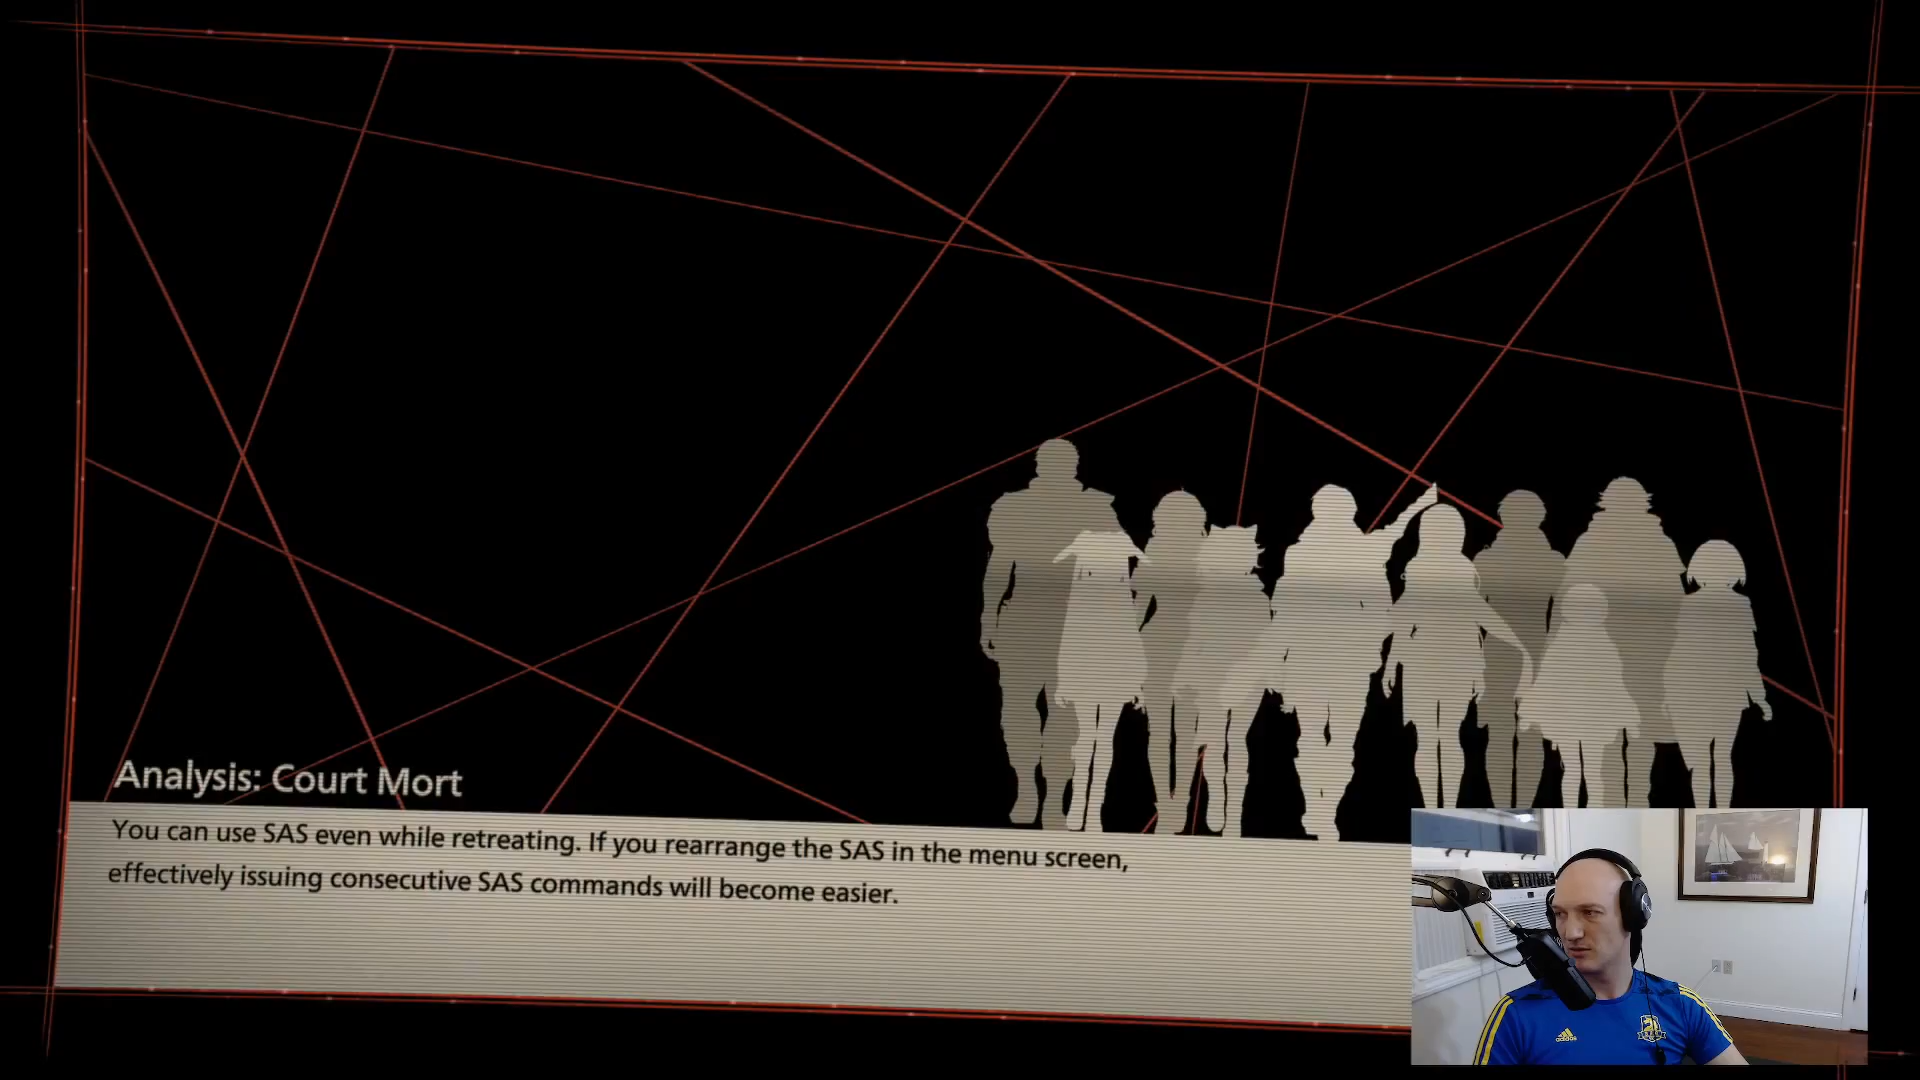 Analysis: Court Mort
You can use SAS even while retreating. If you rearrange the SAS in the menu screen,
effectively issuing consecutive SAS commands will become easier.
adidas